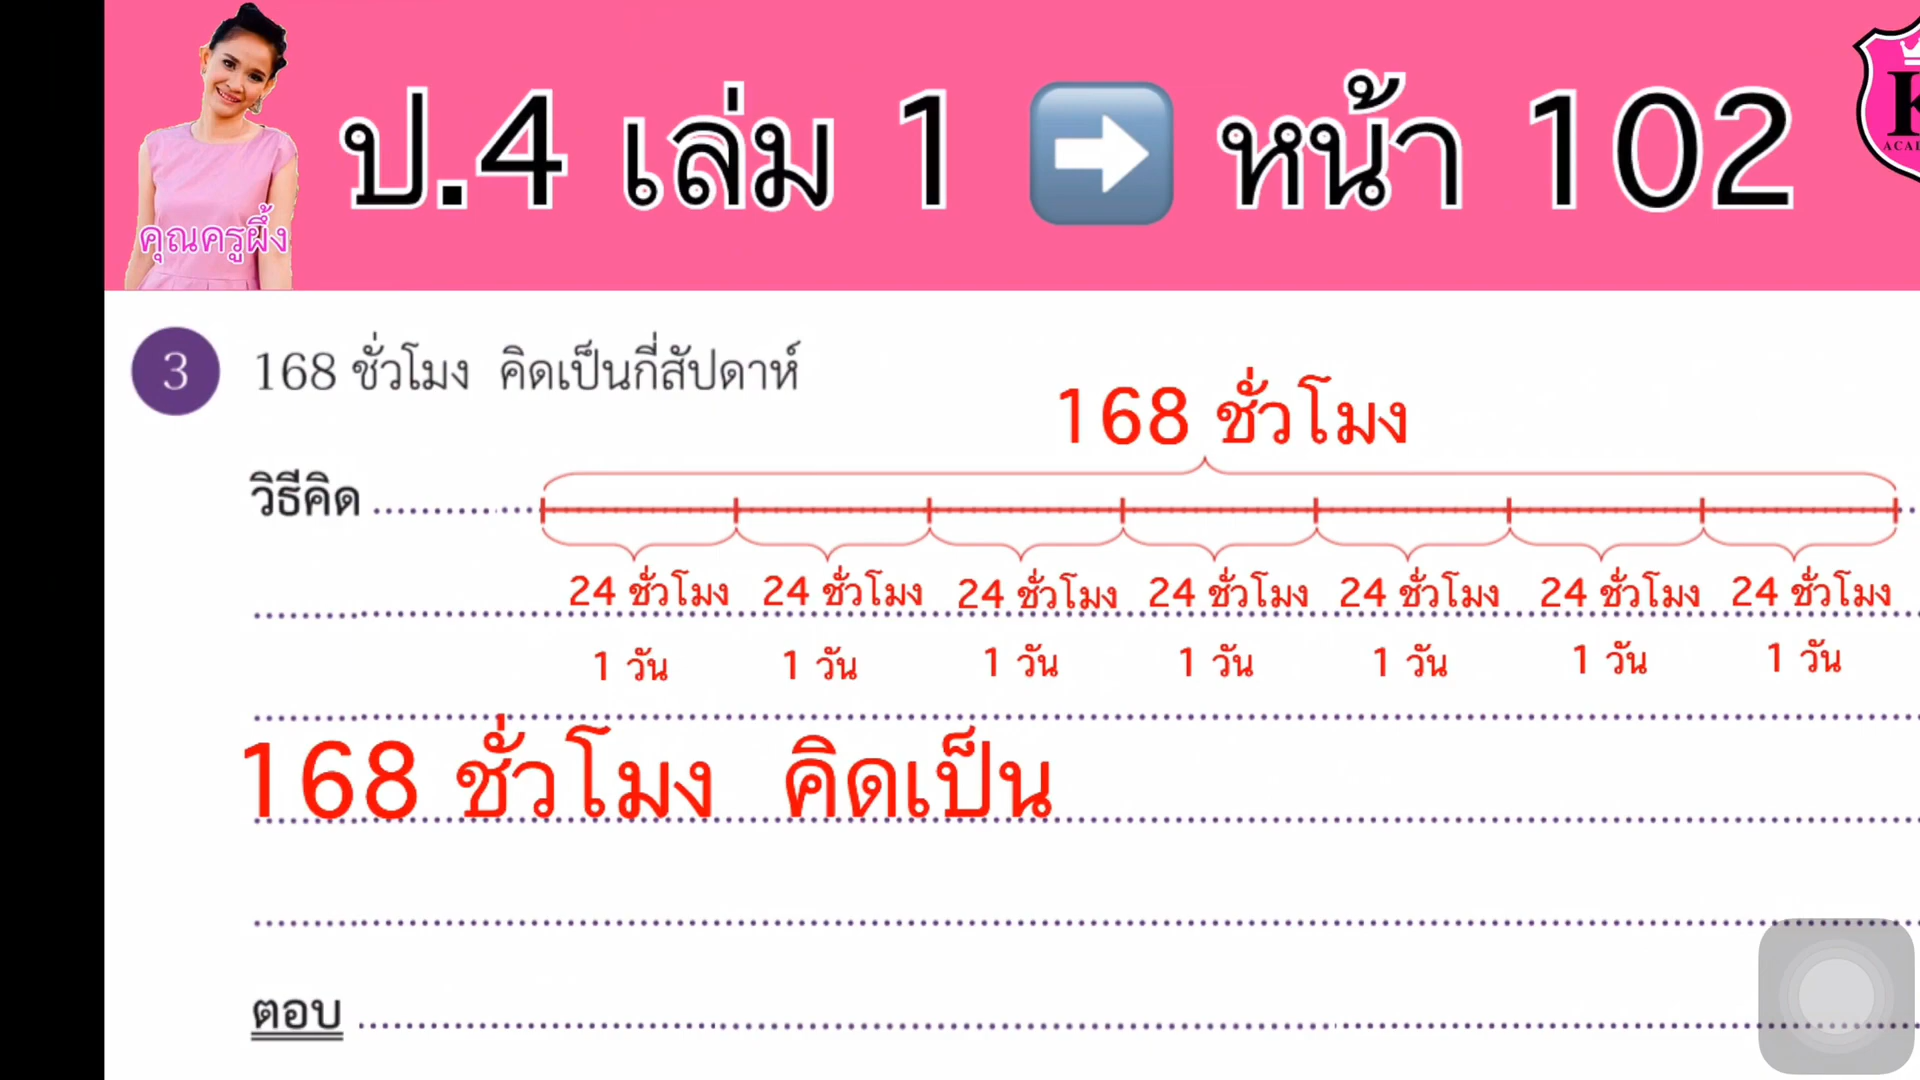 ป.4 เล่ม 1 ➡ หน้า 102
คุณครูผึ้ง
3 168 ชั่วโมง คิดเป็นกี่สัปดาห์
168 ชั่วโมง
วิธีคิด
24 ชั่วโมง 24 ชั่วโมง 24 ชั่วโมง 24 ชั่วโมง 24 ชั่วโมง 24 ชั่วโมง 24 ชั่วโมง
1 วัน 1 วัน 1 วัน 1 วัน 1 วัน 1 วัน 1 วัน
168 ชั่วโมง คิดเป็น
ตอบ